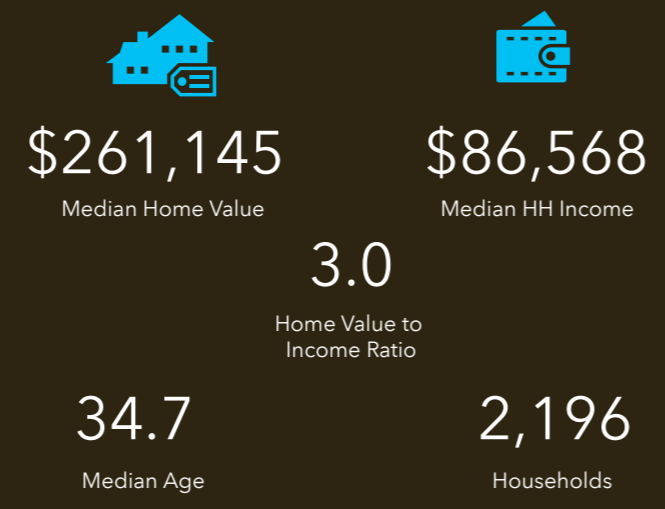 $261,145
Median Home Value
$86,568
Median HH Income
3.0
Home Value to
Income Ratio
34.7
Median Age
2,196
Households